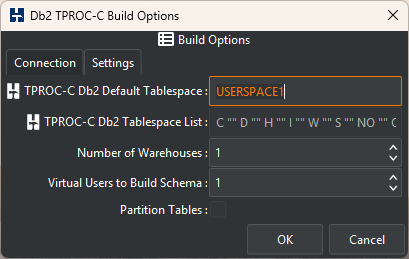 Db2 TPROC-C Build Options
Build Options
Connection Settings
TPROC-C Db2 Default Tablespace : USERSPACE1
TPROC-C Db2 Tablespace List : C "" D "" H "" I "" W "" S "" NO ""
Number of Warehouses : 1
Virtual Users to Build Schema : 1
Partition Tables :
OK Cancel